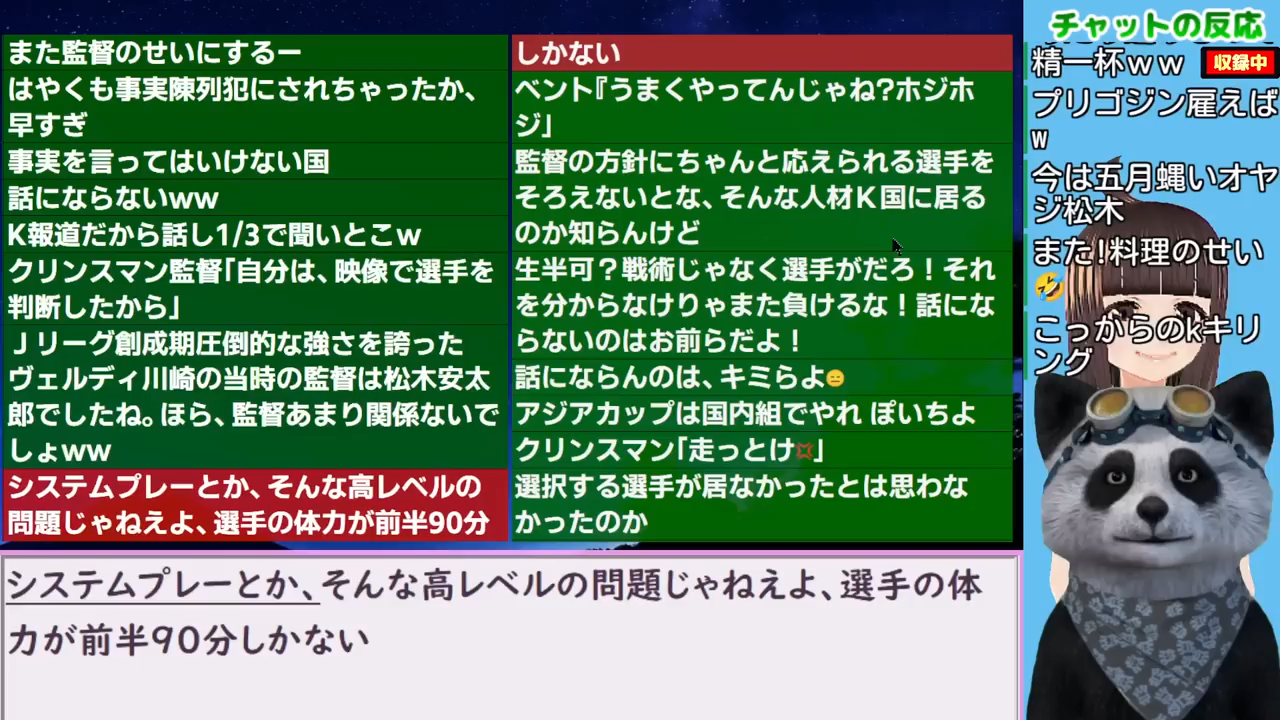 また監督のせいにするー
はやくも事実陳列犯にされちゃったか、
早すぎ
事実を言ってはいけない国
話にならないww
K報道だから話し1/3で聞いとこw
クリンスマン監督「自分は、映像で選手を
判断したから」
Jリーグ創成期圧倒的な強さを誇った
ヴェルディ川崎の当時の監督は松木安太
郎でしたね。ほら、監督あまり関係ないで
しょww
システムプレーとか、そんな高レベルの
問題じゃねえよ、選手の体力が前半90分
しかない
ベント『うまくやってんじゃね?ホジホ
ジ」
監督の方針にちゃんと応えられる選手を
そろえないとな、そんな人材K国に居る
のか知らんけど
生半可？戦術じゃなく選手がだろ！それ
を分からなけりゃまた負けるな！話にな
らないのはお前らだよ！
話にならんのは、キミらよ😑
アジアカップは国内組でやれ ぽいちよ
クリンスマン「走っとけ💢」
選択する選手が居なかったとは思わな
かったのか
システムプレーとか、そんな高レベルの問題じゃねえよ、選手の体
力が前半90分しかない
チャットの反応
精一杯ｗｗ
収録中
プリゴジン雇えば
w
今は五月蝿いオヤ
ジ松木
また!料理のせい
🤣
こっからのkキリ
ング